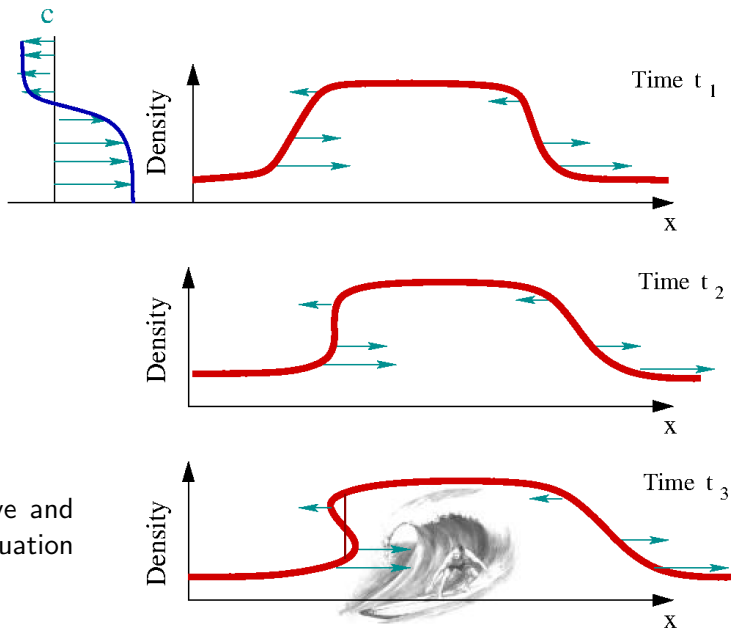 c
Time t 1
Density
x
Time t 2
Density
x
ve and
uation
Time t 3
Density
x